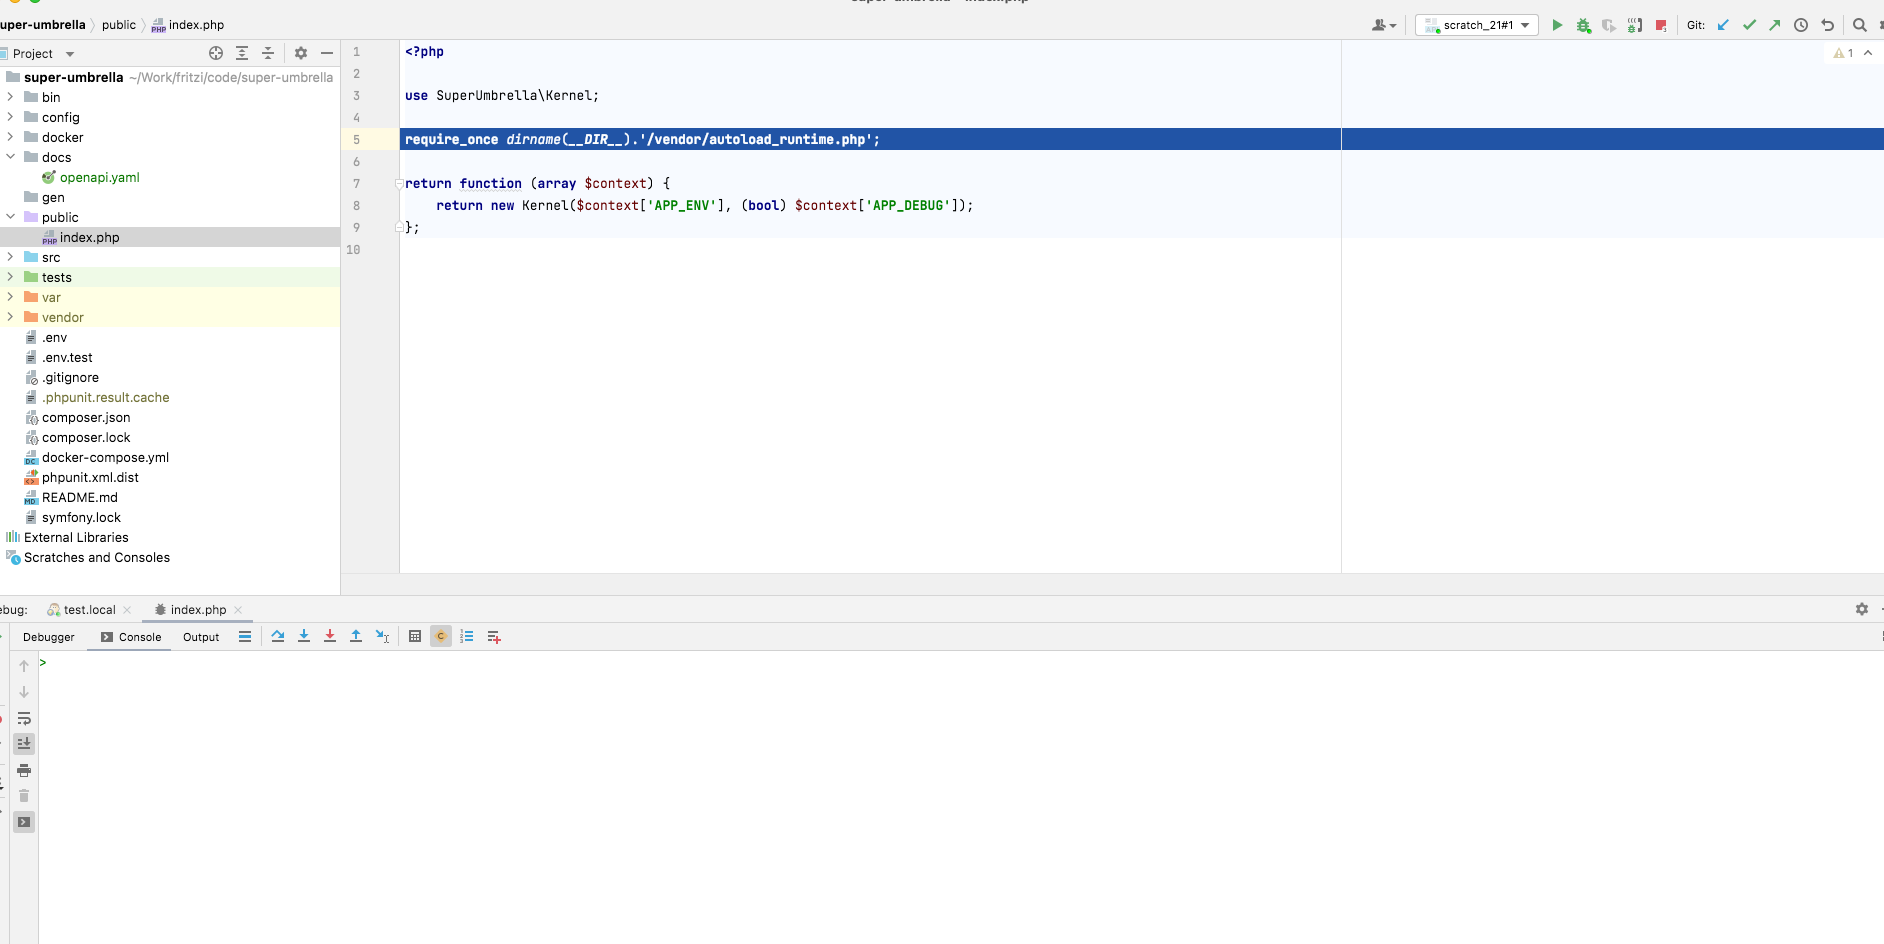 super-umbrella - index.php
uper-umbrella public index.php
scratch_21#1 Git:
Project
super-umbrella ~/Work/fritzi/code/super-umbrella
bin
config
docker
docs
openapi.yaml
gen
public
index.php
src
tests
var
vendor
.env
.env.test
.gitignore
.phpunit.result.cache
composer.json
composer.lock
docker-compose.yml
phpunit.xml.dist
README.md
symfony.lock
External Libraries
Scratches and Consoles
1 <?php
2
3 use SuperUmbrella\Kernel;
4
5 require_once dirname(__DIR__).'/vendor/autoload_runtime.php';
6
7 return function (array $context) {
8 return new Kernel($context['APP_ENV'], (bool) $context['APP_DEBUG']);
9 };
10
1
ebug: test.local index.php
Debugger Console Output
>